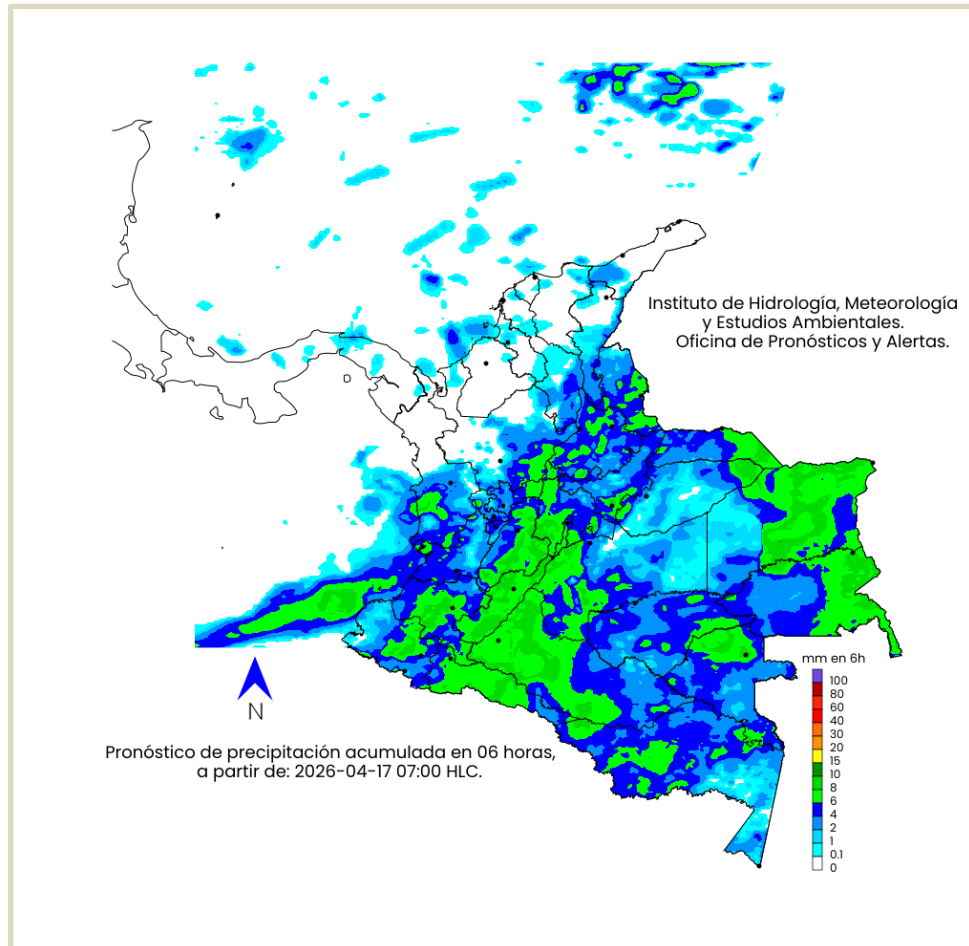 Instituto de Hidrología, Meteorología
y Estudios Ambientales.
Oficina de Pronósticos y Alertas.
N
Pronóstico de precipitación acumulada en 06 horas,
a partir de: 2026-04-17 07:00 HLC.
mm en 6h
100
80
60
40
30
20
15
10
8
6
4
2
1
0.1
0